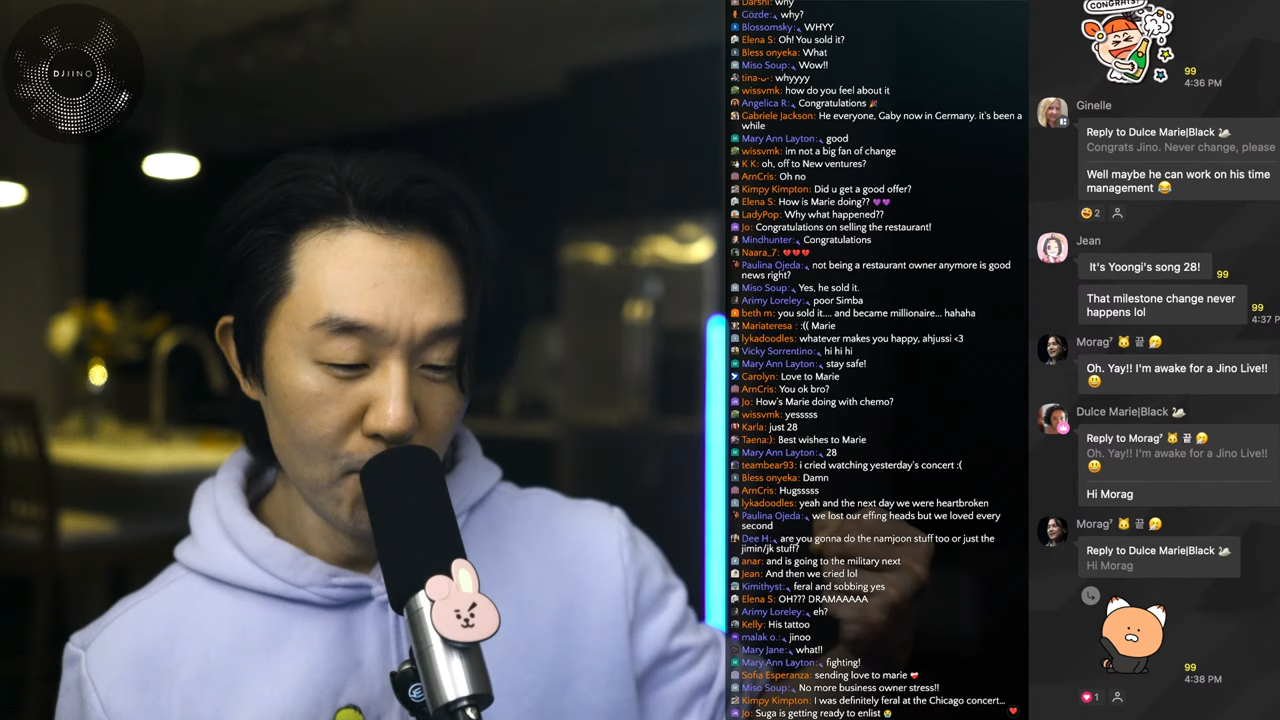 DJJINO
Darshi: why
Gözde: why?
Blossomsky: WHYY
Elena S: Oh! You sold it?
Bless onyeka: What
Miso Soup: Wow!!
tina-ᴗ-: whyyyy
wissvmk: how do you feel about it
Angelica R: Congratulations 🎉
Gabriele Jackson: He everyone, Gaby now in Germany. it's been a
while
Mary Ann Layton: good
wissvmk: im not a big fan of change
K K: oh, off to New ventures?
ArnCris: Oh no
Kimpy Kimpton: Did u get a good offer?
Elena S: How is Marie doing?? 💜💜
LadyPop: Why what happened??
Jo: Congratulations on selling the restaurant!
Mindhunter: Congratulations
Naara_7: 💔💔💔
Paulina Ojeda: not being a restaurant owner anymore is good
news right?
Miso Soup: Yes, he sold it.
Arimy Loreley: poor Simba
beth m: you sold it.... and became millionaire... hahaha
Mariateresa : :(( Marie
lykadoodles: whatever makes you happy, ahjussi <3
Vicky Sorrentino: hi hi hi
Mary Ann Layton: stay safe!
Carolyn: Love to Marie
ArnCris: You ok bro?
Jo: How's Marie doing with chemo?
wissvmk: yesssss
Karla: just 28
Taena:): Best wishes to Marie
Mary Ann Layton: 28
teambear93: i cried watching yesterday's concert :(
Bless onyeka: Damn
ArnCris: Hugsssss
lykadoodles: yeah and the next day we were heartbroken
Paulina Ojeda: we lost our effing heads but we loved every
second
Dee H: are you gonna do the namjoon stuff too or just the
jimin/jk stuff?
anar: and is going to the military next
Jean: And then we cried lol
Kimithyst: feral and sobbing yes
Elena S: OH??? DRAMAAAAA
Arimy Loreley: eh?
Kelly: His tattoo
malak o.: jinoo
Mary Jane: what!!
Mary Ann Layton: fighting!
Sofia Esperanza: sending love to marie 💝
Miso Soup: No more business owner stress!!
Kimpy Kimpton: I was definitely feral at the Chicago concert...
Jo: Suga is getting ready to enlist 😭
CONGRATS!
99
4:36 PM
Ginelle
Reply to Dulce Marie|Black 🦢
Congrats Jino. Never change, please
Well maybe he can work on his time
management 😂
2
Jean
It's Yoongi's song 28!
99
That milestone change never
happens lol
99
4:37 P
Morag⁷ 🐱 끝 🤧
Oh. Yay!! I'm awake for a Jino Live!!
😃
Dulce Marie|Black 🦢
Reply to Morag⁷ 🐱 끝 🤧
Oh. Yay!! I'm awake for a Jino Live!!
😃
Hi Morag
Morag⁷ 🐱 끝 🤧
Reply to Dulce Marie|Black 🦢
Hi Morag
99
4:38 PM
1